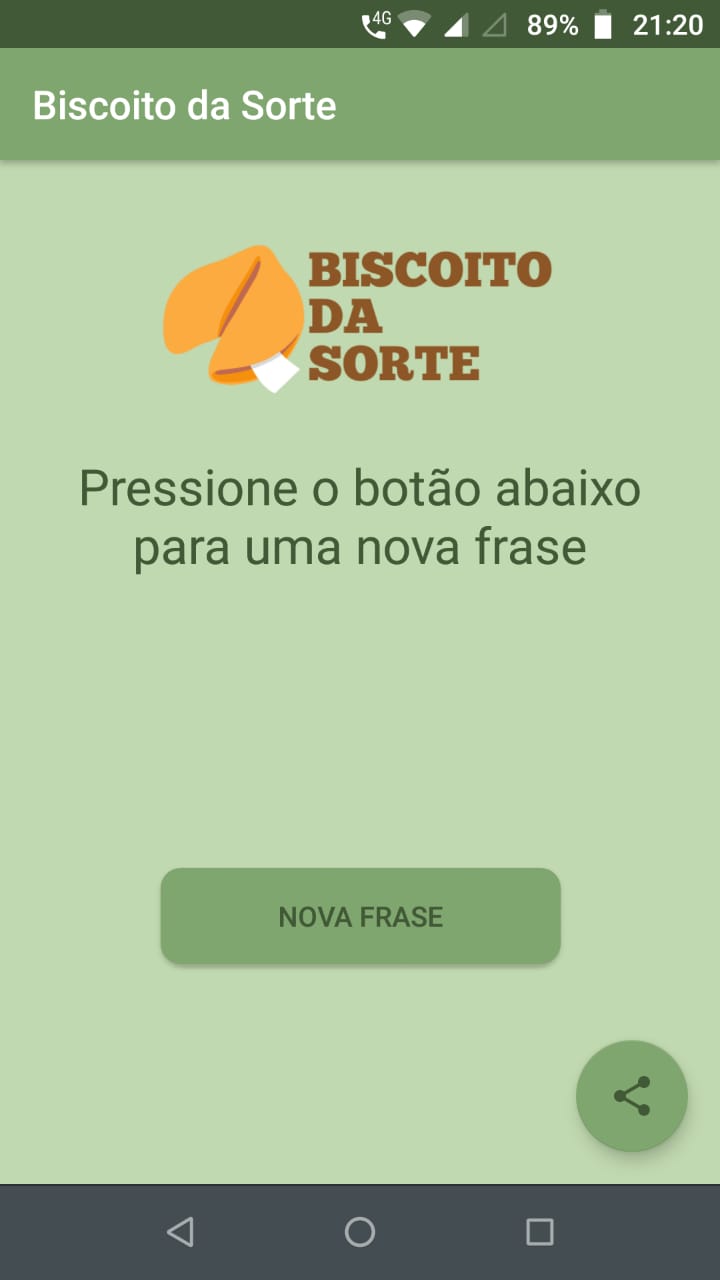 4G 89% 21:20
Biscoito da Sorte
BISCOITO
DA
SORTE
Pressione o botão abaixo
para uma nova frase
NOVA FRASE